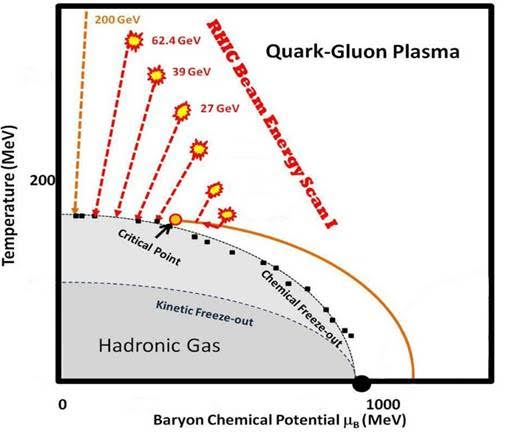 200 GeV
62.4 GeV
39 GeV
27 GeV
RHIC Beam Energy Scan I
Quark-Gluon Plasma
Temperature (MeV)
200
Critical Point
Chemical Freeze-out
Kinetic Freeze-out
Hadronic Gas
0
1000
Baryon Chemical Potential μB (MeV)